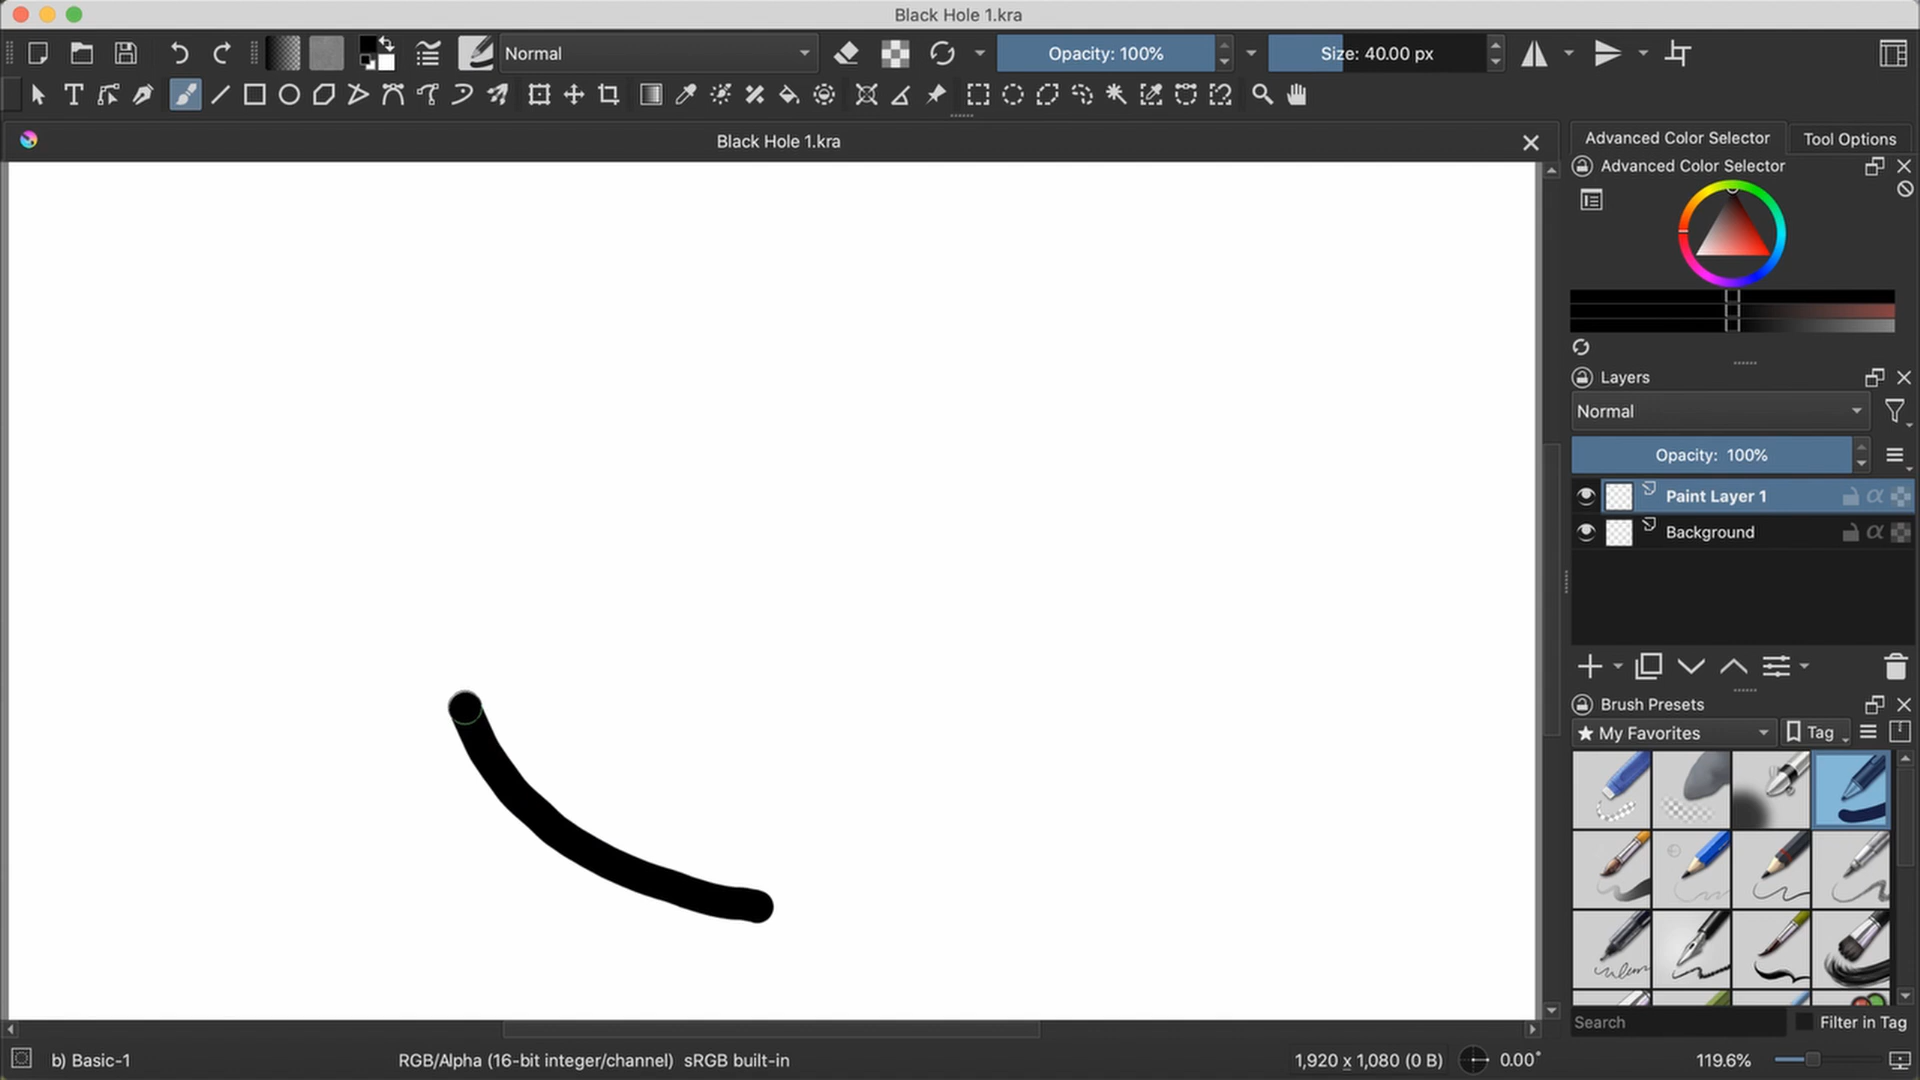 Black Hole 1.kra
Normal
Opacity: 100%
Size: 40.00 px
Black Hole 1.kra
Advanced Color Selector
Tool Options
Advanced Color Selector
Layers
Normal
Opacity: 100%
Paint Layer 1
Background
Brush Presets
★ My Favorites
Tag
Search
Filter in Tag
b) Basic-1
RGB/Alpha (16-bit integer/channel) sRGB built-in
1,920 x 1,080 (0 B)
0.00°
119.6%